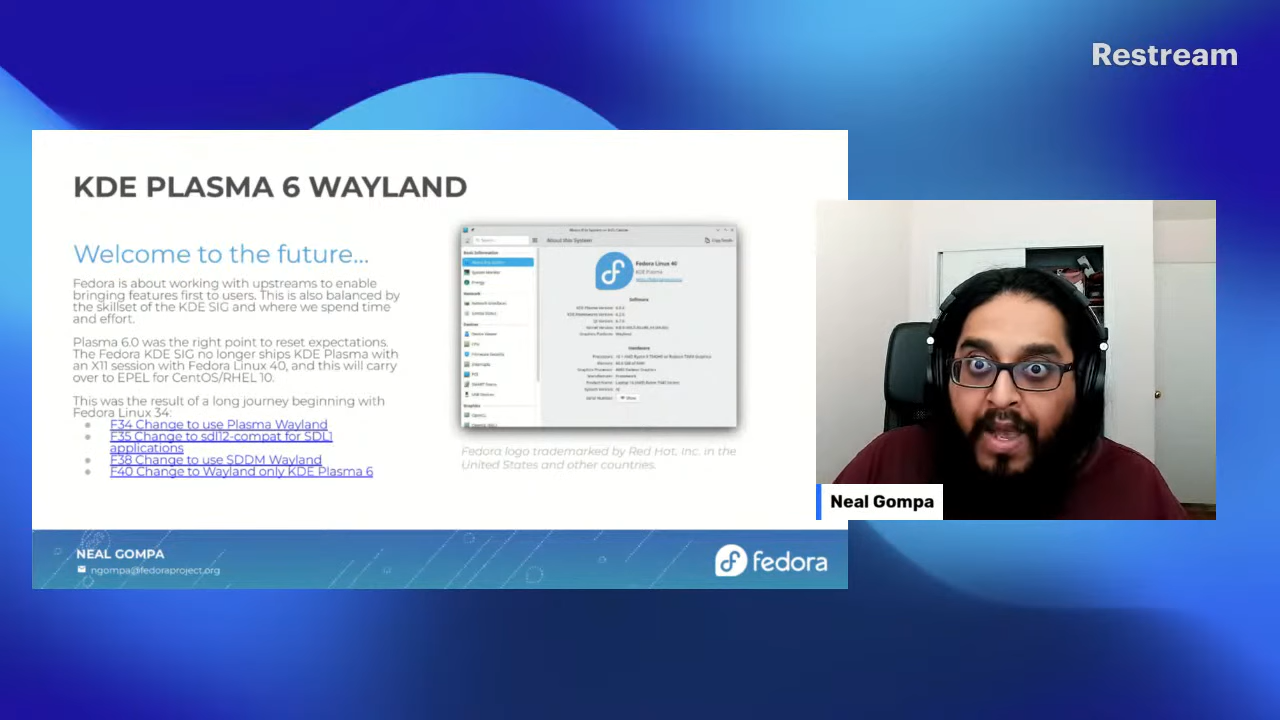 Restream
KDE PLASMA 6 WAYLAND
Welcome to the future...
Fedora is about working with upstreams to enable
bringing features first to users. This is also balanced by
the skillset of the KDE SIG and where we spend time
and effort.
Plasma 6.0 was the right point to reset expectations.
The Fedora KDE SIG no longer ships KDE Plasma with
an X11 session with Fedora Linux 40, and this will carry
over to EPEL for CentOS/RHEL 10.
This was the result of a long journey beginning with
Fedora Linux 34:
F34 Change to use Plasma Wayland
F35 Change to sdl12-compat for SDL1
applications
F38 Change to use SDDM Wayland
F40 Change to Wayland only KDE Plasma 6
About this System
Fedora Linux 40
KDE Plasma
Software
Hardware
Fedora logo trademarked by Red Hat, Inc. in the
United States and other countries.
Neal Gompa
NEAL GOMPA
ngompa@fedoraproject.org
fedora